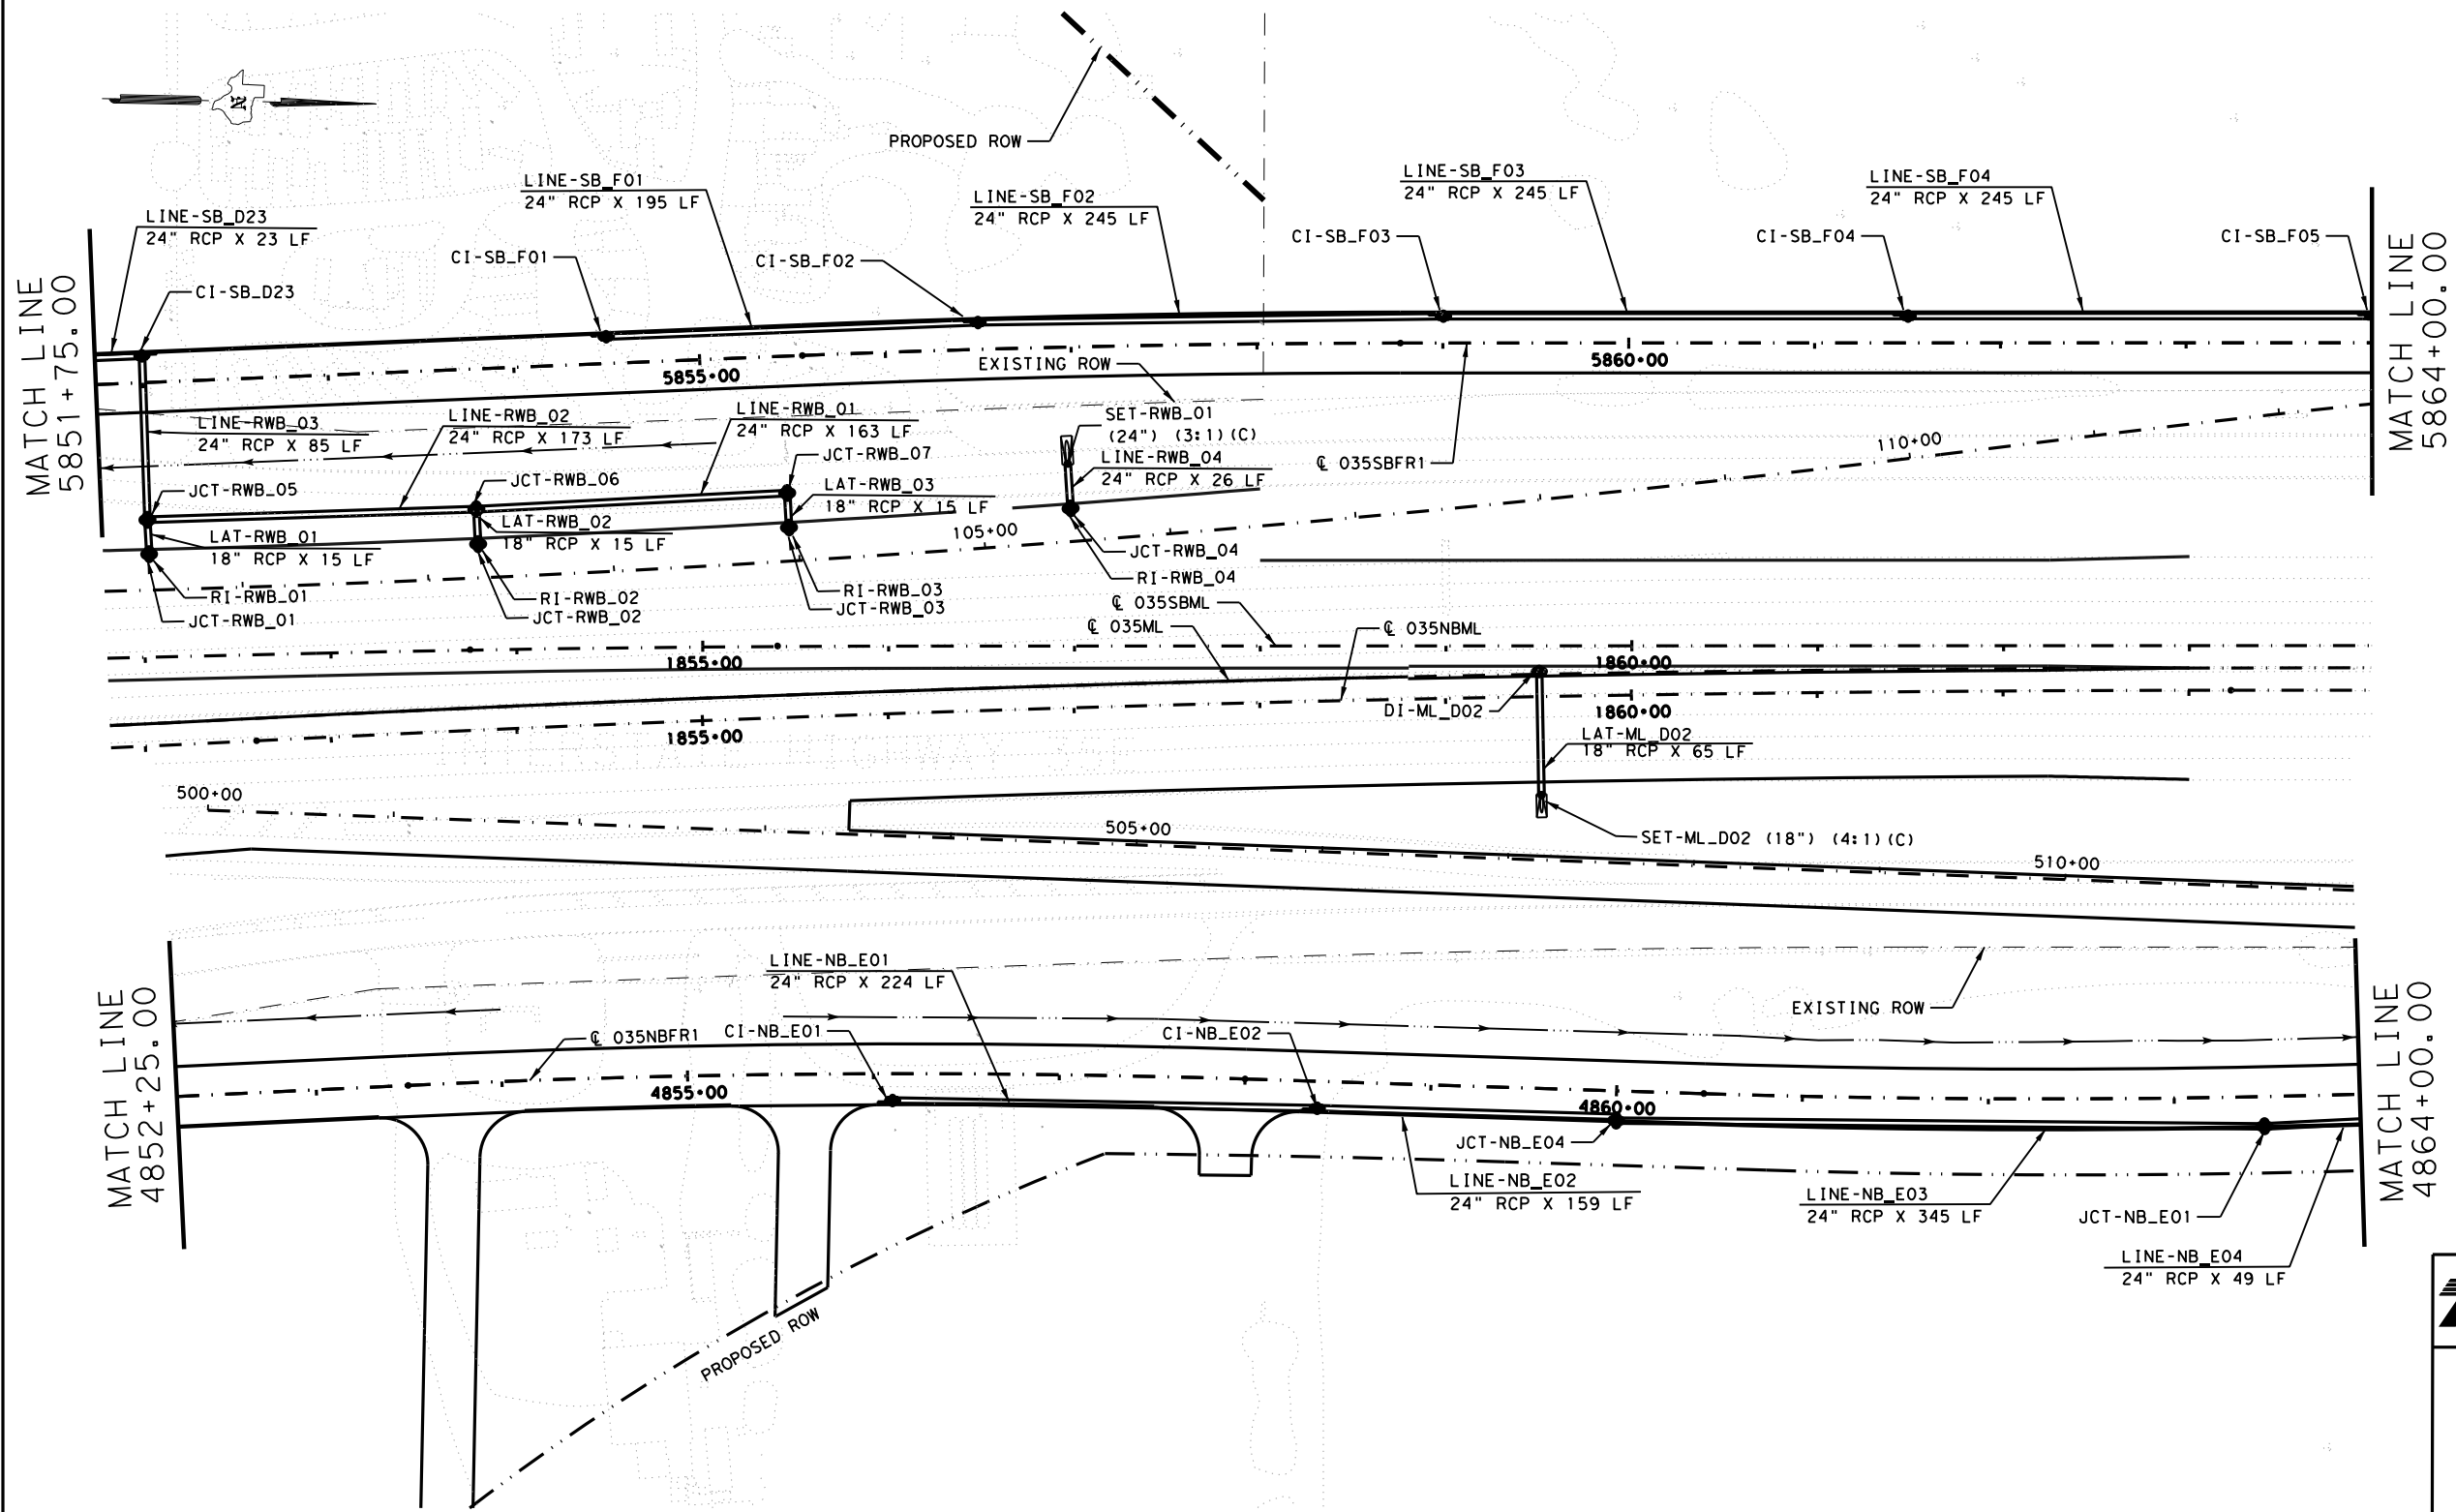 PROPOSED ROW
LINE-SB_F01
24" RCP X 195 LF
LINE-SB_F02
24" RCP X 245 LF
LINE-SB_F03
24" RCP X 245 LF
LINE-SB_F04
24" RCP X 245 LF
LINE-SB_D23
24" RCP X 23 LF
CI-SB_D23
CI-SB_F01
CI-SB_F02
CI-SB_F03
CI-SB_F04
CI-SB_F05
MATCH LINE
5851+75.00
MATCH LINE
5864+00.00
5855+00
5860+00
EXISTING ROW
LINE-RWB_03
24" RCP X 85 LF
LINE-RWB_02
24" RCP X 173 LF
LINE-RWB_01
24" RCP X 163 LF
SET-RWB_01
(24") (3:1)(C)
LINE-RWB_04
24" RCP X 26 LF
℄ 035SBFR1
110+00
JCT-RWB_07
JCT-RWB_06
JCT-RWB_05
LAT-RWB_03
18" RCP X 15 LF
LAT-RWB_02
18" RCP X 15 LF
LAT-RWB_01
18" RCP X 15 LF
105+00
JCT-RWB_04
RI-RWB_04
RI-RWB_01
JCT-RWB_01
RI-RWB_02
JCT-RWB_02
RI-RWB_03
JCT-RWB_03
℄ 035SBML
℄ 035ML
℄ 035NBML
1855+00
1860+00
1855+00
1860+00
DI-ML_D02
LAT-ML_D02
18" RCP X 65 LF
500+00
505+00
SET-ML_D02 (18") (4:1)(C)
510+00
LINE-NB_E01
24" RCP X 224 LF
EXISTING ROW
MATCH LINE
4852+25.00
MATCH LINE
4864+00.00
℄ 035NBFR1
CI-NB_E01
CI-NB_E02
4855+00
4860+00
JCT-NB_E04
LINE-NB_E02
24" RCP X 159 LF
LINE-NB_E03
24" RCP X 345 LF
JCT-NB_E01
LINE-NB_E04
24" RCP X 49 LF
PROPOSED ROW